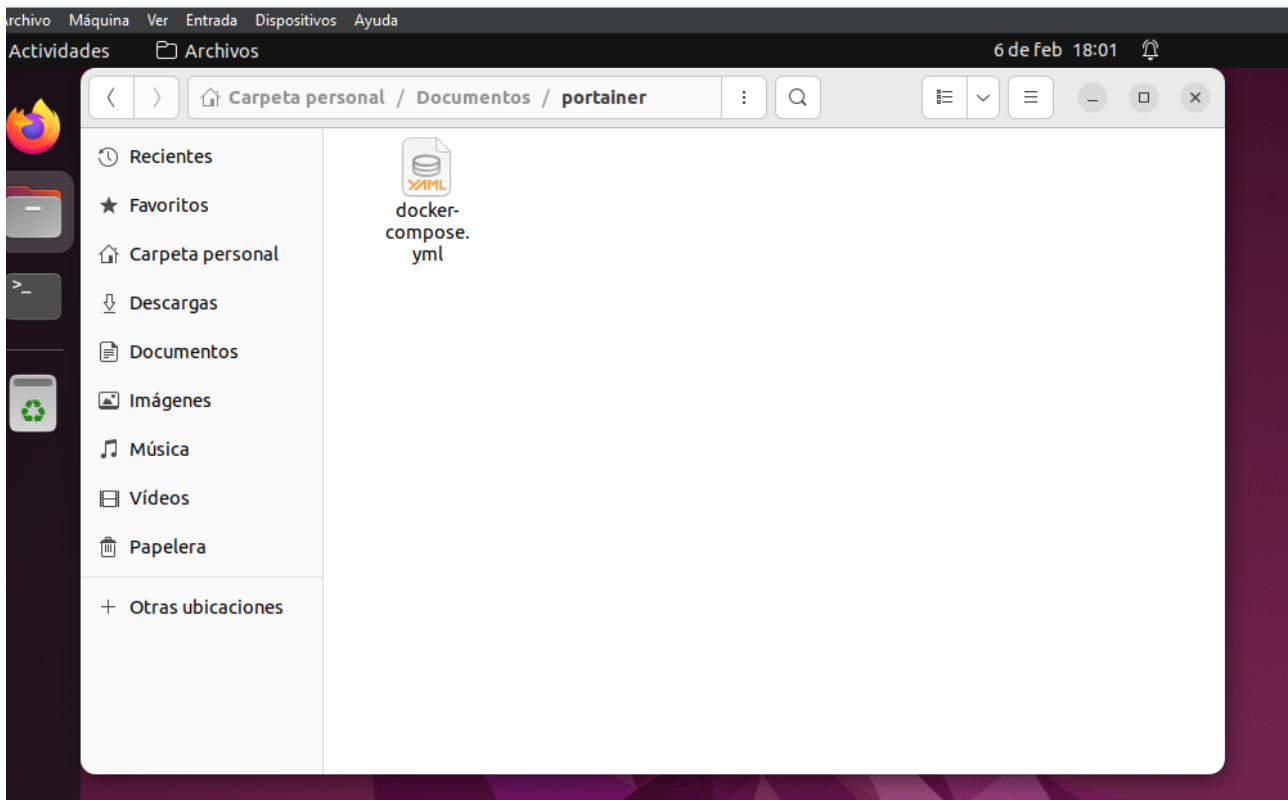 rchivo Máquina Ver Entrada Dispositivos Ayuda
Actividades Archivos 6 de feb 18:01
Carpeta personal / Documentos / portainer
Recientes
Favoritos
Carpeta personal
Descargas
Documentos
Imágenes
Música
Vídeos
Papelera
+ Otras ubicaciones
YAML
docker-
compose.
yml
>_